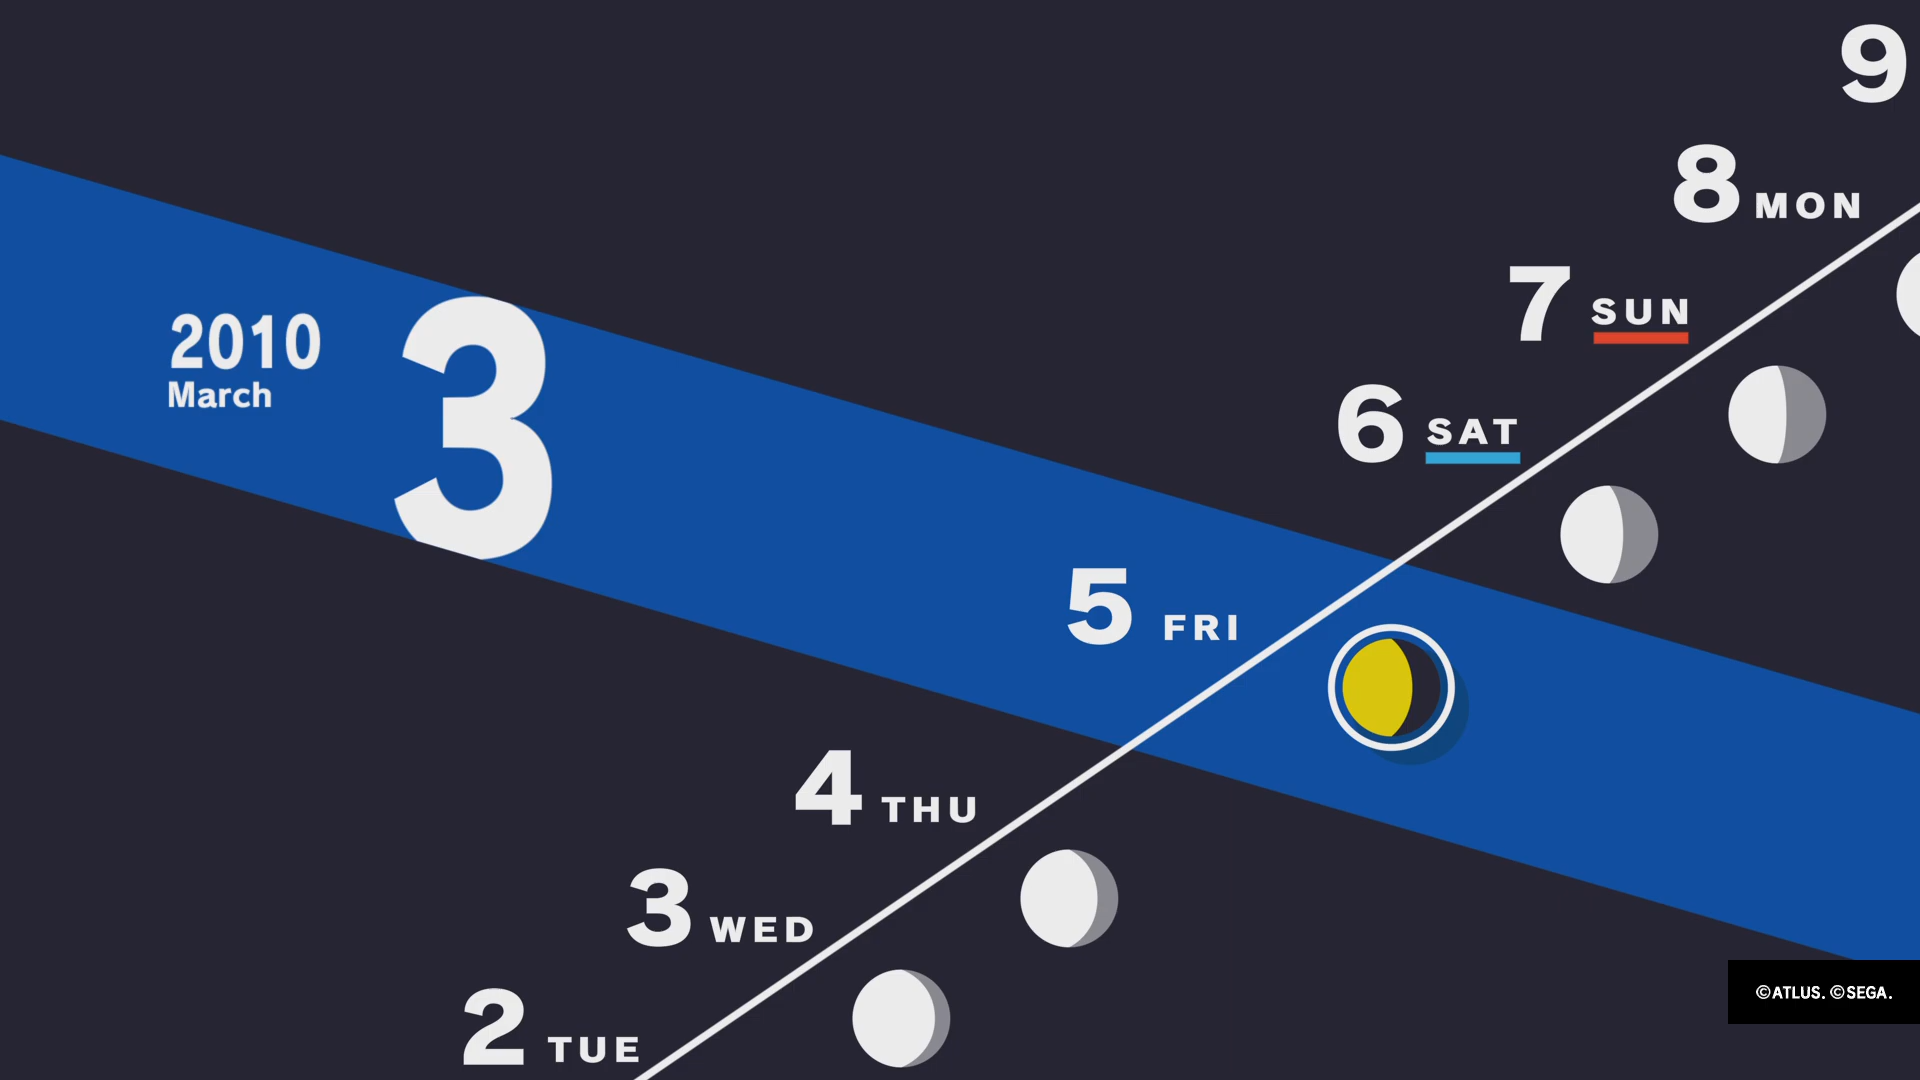 9
8 MON
7 SUN
2010
March
3
6 SAT
5 FRI
4 THU
3 WED
2 TUE
©ATLUS. ©SEGA.